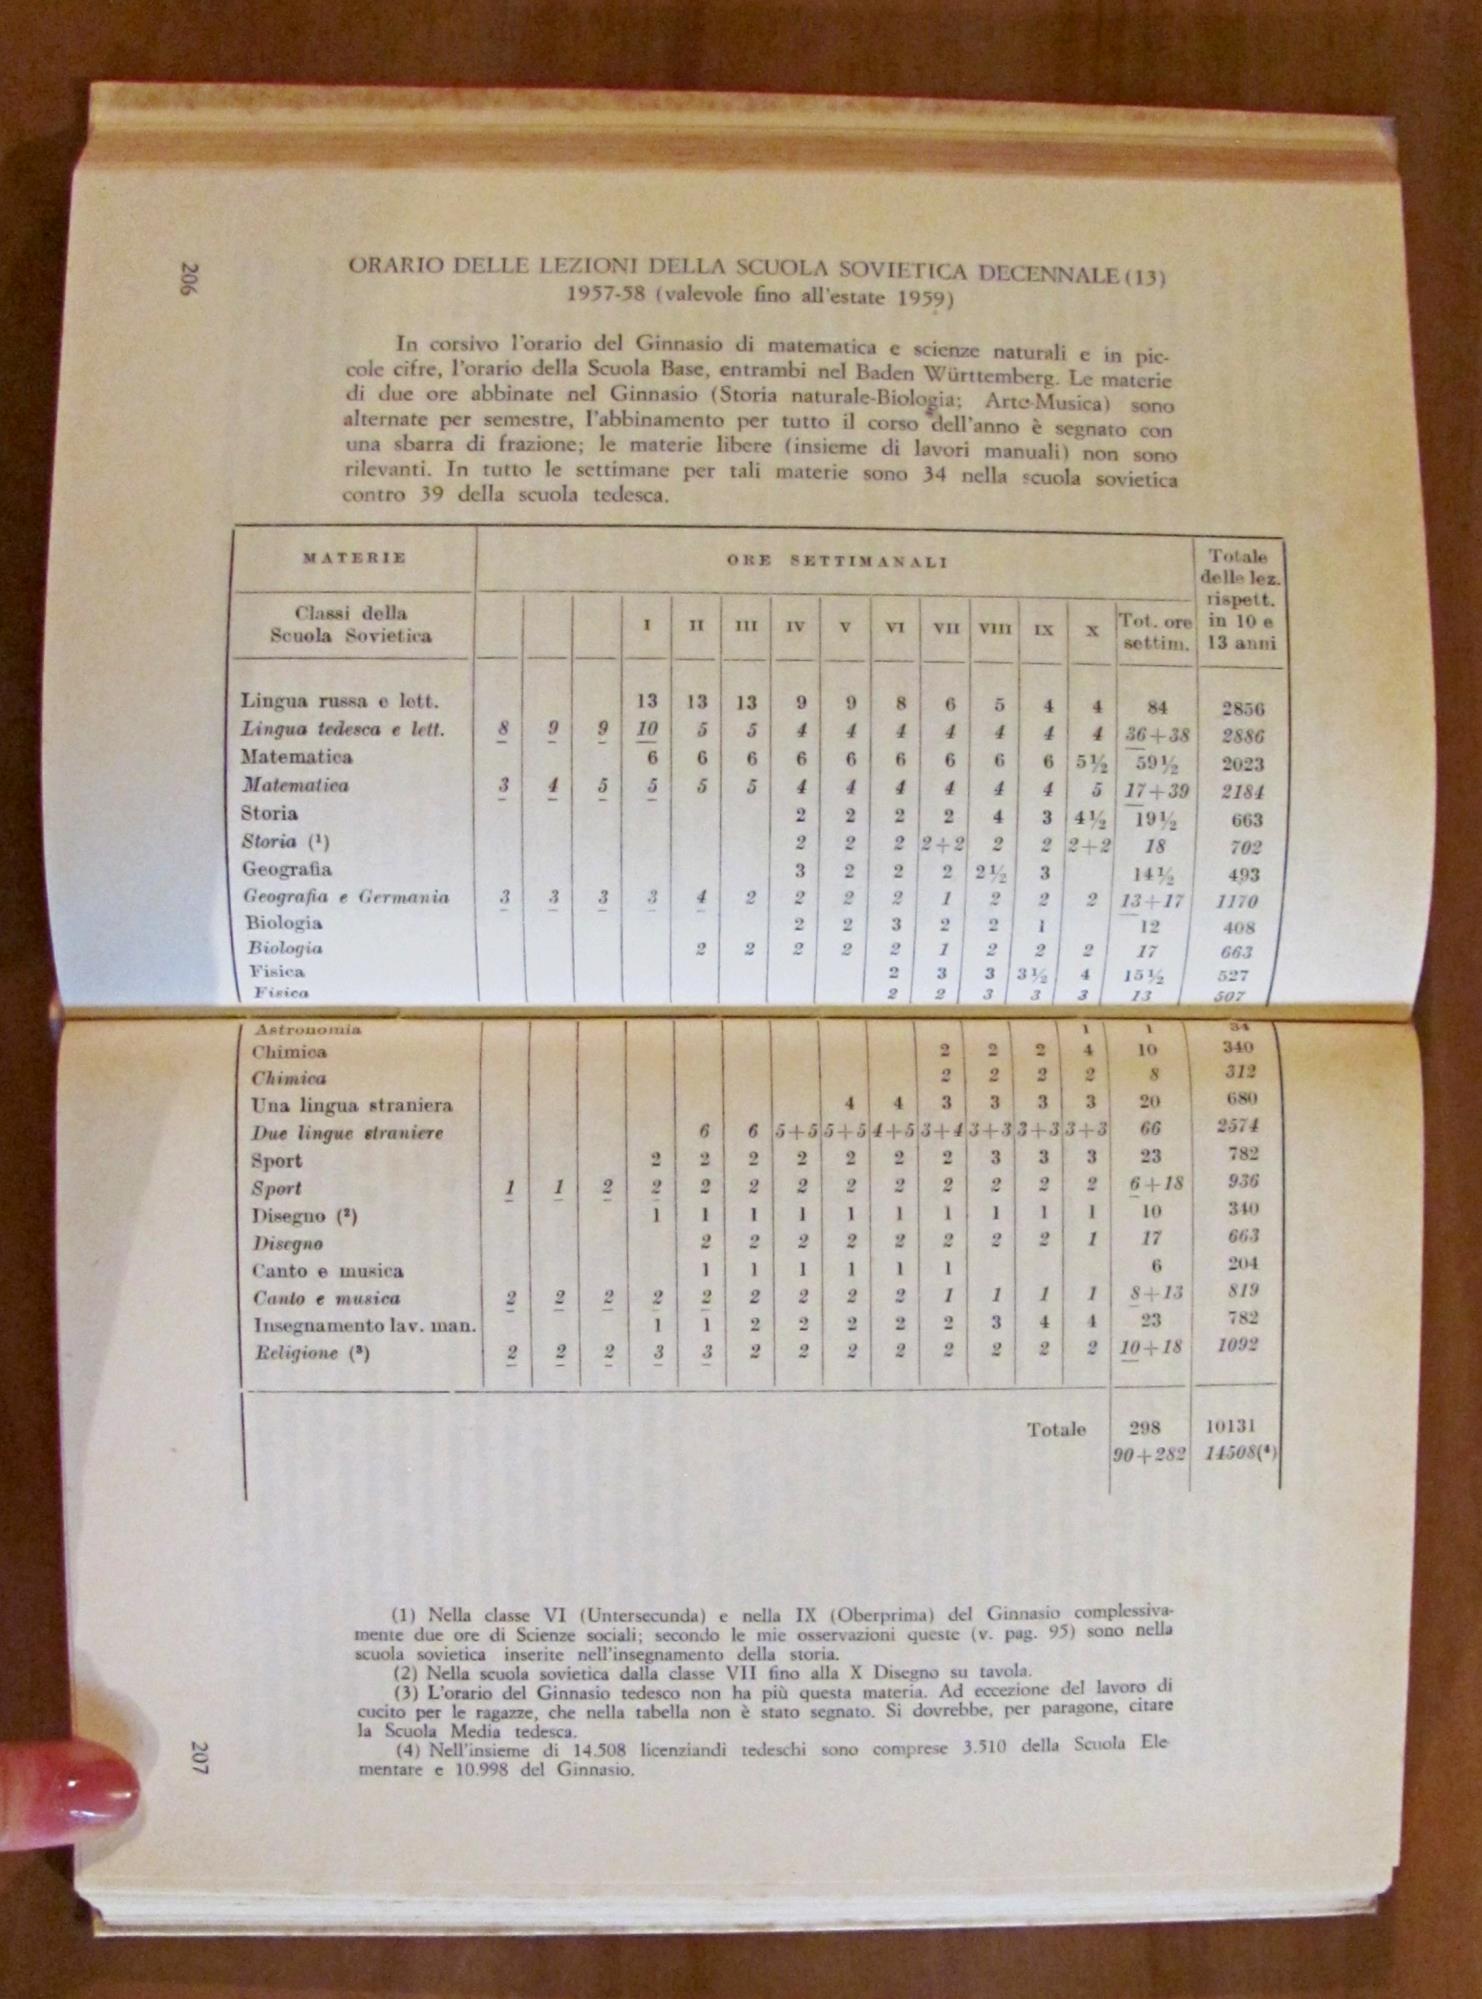 206
ORARIO DELLE LEZIONI DELLA SCUOLA SOVIETICA DECENNALE (13)
1957-58 (valevole fino all'estate 1959)
In corsivo l'orario del Ginnasio di matematica e scienze naturali e in pic-
cole cifre, l'orario della Scuola Base, entrambi nel Baden Württemberg. Le materie
di due ore abbinate nel Ginnasio (Storia naturale-Biologia; Arte-Musica) sono
alternate per semestre, l'abbinamento per tutto il corso dell'anno è segnato con
una sbarra di frazione; le materie libere (insieme di lavori manuali) non sono
rilevanti. In tutto le settimane per tali materie sono 34 nella scuola sovietica
contro 39 della scuola tedesca.
MATERIE ORE SETTIMANALI Totale delle lez. rispett. in 10 e 13 anni
Classi della Scuola Sovietica I II III IV V VI VII VIII IX X Tot. ore settim.
Lingua russa e lett. 13 13 13 9 9 8 6 5 4 4 84 2856
Lingua tedesca e lett. 8 9 9 10 5 5 4 4 4 4 4 4 4 36+38 2886
Matematica 6 6 6 6 6 6 6 6 6 5½ 59½ 2023
Matematica 3 4 5 5 5 5 4 4 4 4 4 4 5 17+39 2184
Storia 2 2 2 2 4 3 4½ 19½ 663
Storia (¹) 2 2 2 2+2 2 2 2+2 18 702
Geografia 3 2 2 2 2½ 3 14½ 493
Geografia e Germania 3 3 3 3 4 2 2 2 2 1 2 2 2 13+17 1170
Biologia 2 2 3 2 2 1 12 408
Biologia 2 2 2 2 2 1 2 2 2 17 663
Fisica 2 3 3 3½ 4 15½ 527
Fisica 2 2 3 3 3 13 507
Astronomia 1 1 34
Chimica 2 2 2 4 10 340
Chimica 2 2 2 2 8 312
Una lingua straniera 4 4 3 3 3 3 20 680
Due lingue straniere 6 6 5+5 5+5 4+5 3+4 3+3 3+3 3+3 66 2574
Sport 2 2 2 2 2 2 2 3 3 3 23 782
Sport 1 1 2 2 2 2 2 2 2 2 2 2 2 6+18 936
Disegno (²) 1 1 1 1 1 1 1 1 1 1 10 340
Disegno 2 2 2 2 2 2 2 2 1 17 663
Canto e musica 1 1 1 1 1 1 6 204
Canto e musica 2 2 2 2 2 2 2 2 2 1 1 1 1 8+13 819
Insegnamento lav. man. 1 1 2 2 2 2 2 3 4 4 23 782
Religione (³) 2 2 2 3 3 2 2 2 2 2 2 2 2 10+18 1092
Totale 298 10131
90+282 14508(⁴)
(1) Nella classe VI (Untersecunda) e nella IX (Oberprima) del Ginnasio complessiva-
mente due ore di Scienze sociali; secondo le mie osservazioni queste (v. pag. 95) sono nella
scuola sovietica inserite nell'insegnamento della storia.
(2) Nella scuola sovietica dalla classe VII fino alla X Disegno su tavola.
(3) L'orario del Ginnasio tedesco non ha più questa materia. Ad eccezione del lavoro di
cucito per le ragazze, che nella tabella non è stato segnato. Si dovrebbe, per paragone, citare
la Scuola Media tedesca.
(4) Nell'insieme di 14.508 licenziandi tedeschi sono comprese 3.510 della Scuola Ele
mentare e 10.998 del Ginnasio.
207